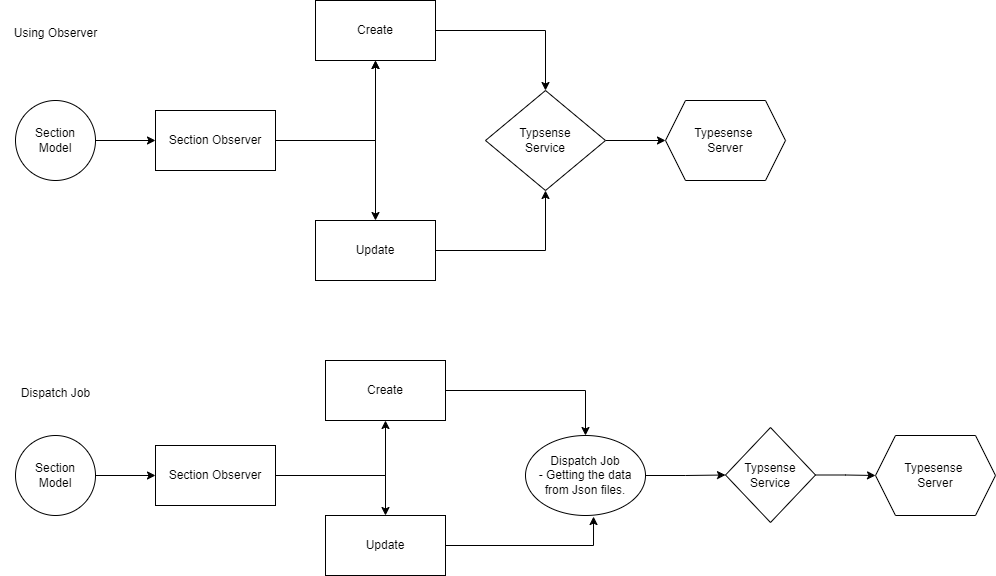 Using Observer
Create
Section
Model
Section Observer
Typsense
Service
Typesense
Server
Update
Dispatch Job
Create
Section
Model
Section Observer
Dispatch Job
- Getting the data
from Json files.
Typsense
Service
Typesense
Server
Update